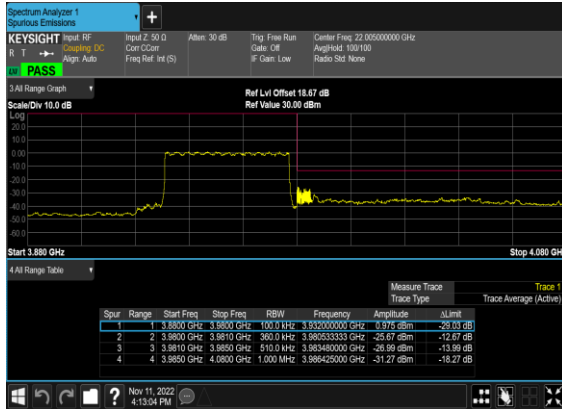 Spectrum Analyzer 1
Spurious Emissions
KEYSIGHT Input: RF Input Z: 50 Ω Atten: 30 dB Trig: Free Run Center Freq: 22.005000000 GHz
R T Coupling: DC Corr CCorr Gate: Off Avg|Hold: 100/100
Align: Auto Freq Ref: Int (S) IF Gain: Low Radio Std: None
LXI PASS
3 All Range Graph Ref Lvl Offset 18.67 dB
Scale/Div 10.0 dB Ref Value 30.00 dBm
Log
20.0
10.0
0.00
-10.0
-20.0
-30.0
-40.0
-50.0
-60.0
Start 3.880 GHz Stop 4.080 GHz
4 All Range Table
Measure Trace Trace 1
Trace Type Trace Average (Active)
Spur Range Start Freq Stop Freq RBW Frequency Amplitude ΔLimit
1 1 3.8800 GHz 3.9800 GHz 100.0 kHz 3.932000000 GHz 0.975 dBm -29.03 dB
2 2 3.9800 GHz 3.9810 GHz 360.0 kHz 3.980533333 GHz -25.67 dBm -12.67 dB
3 3 3.9810 GHz 3.9850 GHz 510.0 kHz 3.983480000 GHz -26.99 dBm -13.99 dB
4 4 3.9850 GHz 4.0800 GHz 1.000 MHz 3.986425000 GHz -31.27 dBm -18.27 dB
? Nov 11, 2022
4:13:04 PM